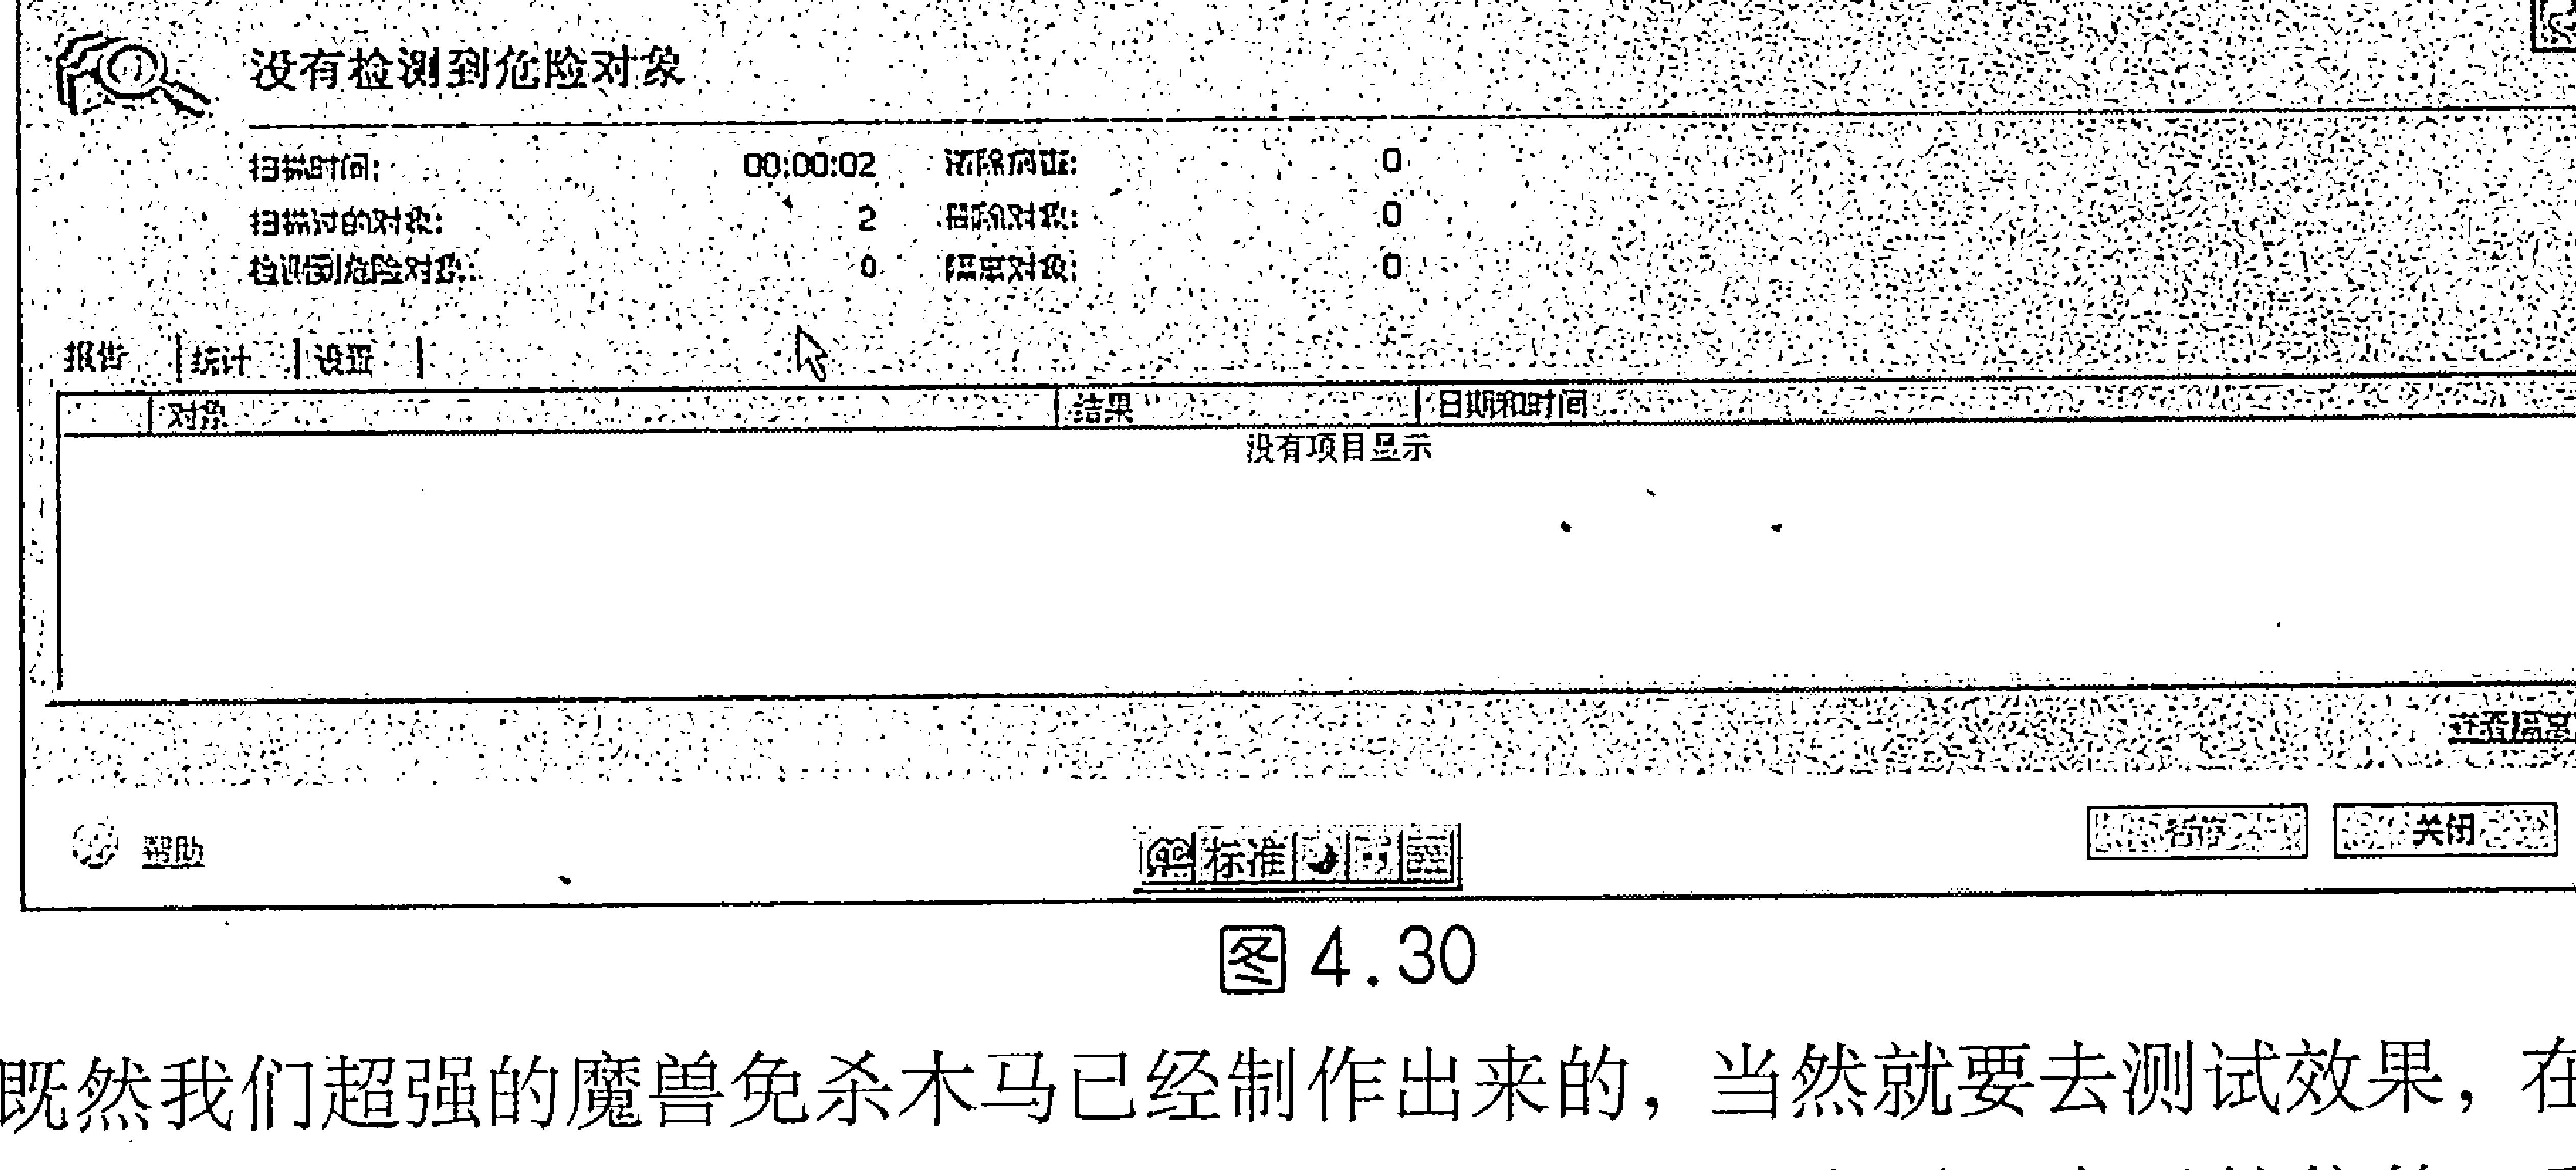 没有检测到危险对象
扫描时间: 00:00:02 清除病毒: 0
扫描过的对象: 2 删除对象: 0
检测到危险对象: 0 隔离对象: 0
报告 统计 设置
对象 结果 日期和时间
没有项目显示
帮助 标准 关闭
图 4.30
既然我们超强的魔兽免杀木马已经制作出来的，当然就要去测试效果，在